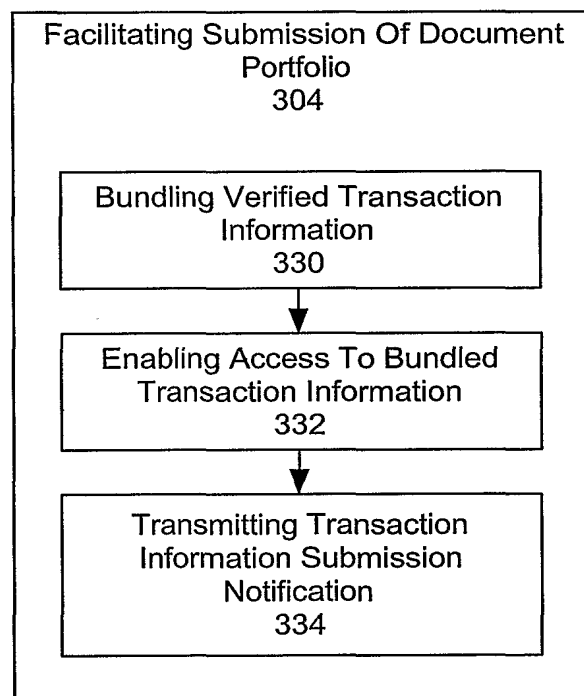 Facilitating Submission Of Document
Portfolio
304
Bundling Verified Transaction
Information
330
Enabling Access To Bundled
Transaction Information
332
Transmitting Transaction
Information Submission
Notification
334